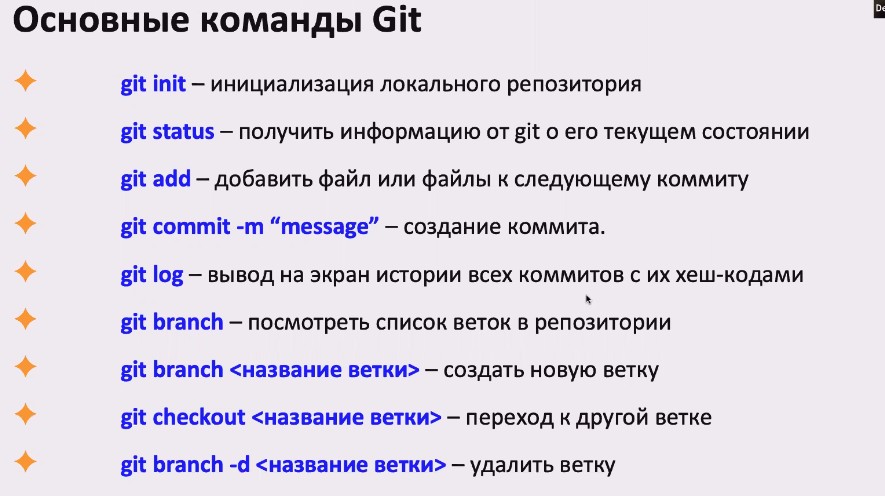 Основные команды Git
De
git init – инициализация локального репозитория
git status – получить информацию от git о его текущем состоянии
git add – добавить файл или файлы к следующему коммиту
git commit -m “message” – создание коммита.
git log – вывод на экран истории всех коммитов с их хеш-кодами
git branch – посмотреть список веток в репозитории
git branch <название ветки> – создать новую ветку
git checkout <название ветки> – переход к другой ветке
git branch -d <название ветки> – удалить ветку